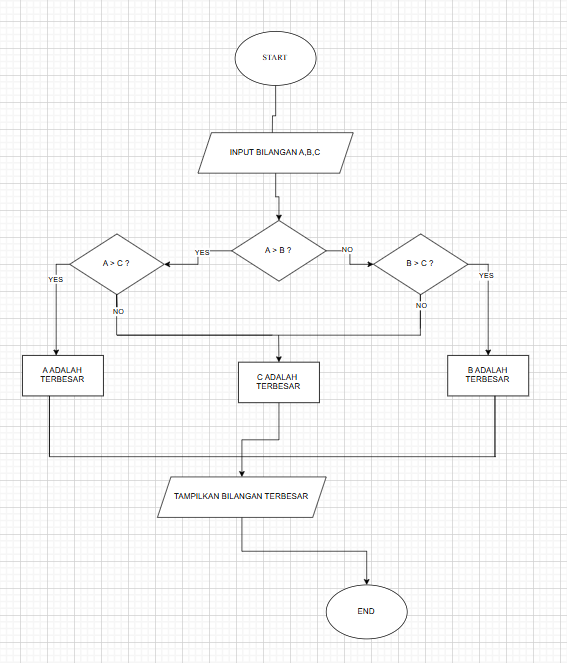 START
INPUT BILANGAN A,B,C
A > B ?
YES
NO
A > C ?
B > C ?
YES
YES
NO
NO
A ADALAH
TERBESAR
C ADALAH
TERBESAR
B ADALAH
TERBESAR
TAMPILKAN BILANGAN TERBESAR
END